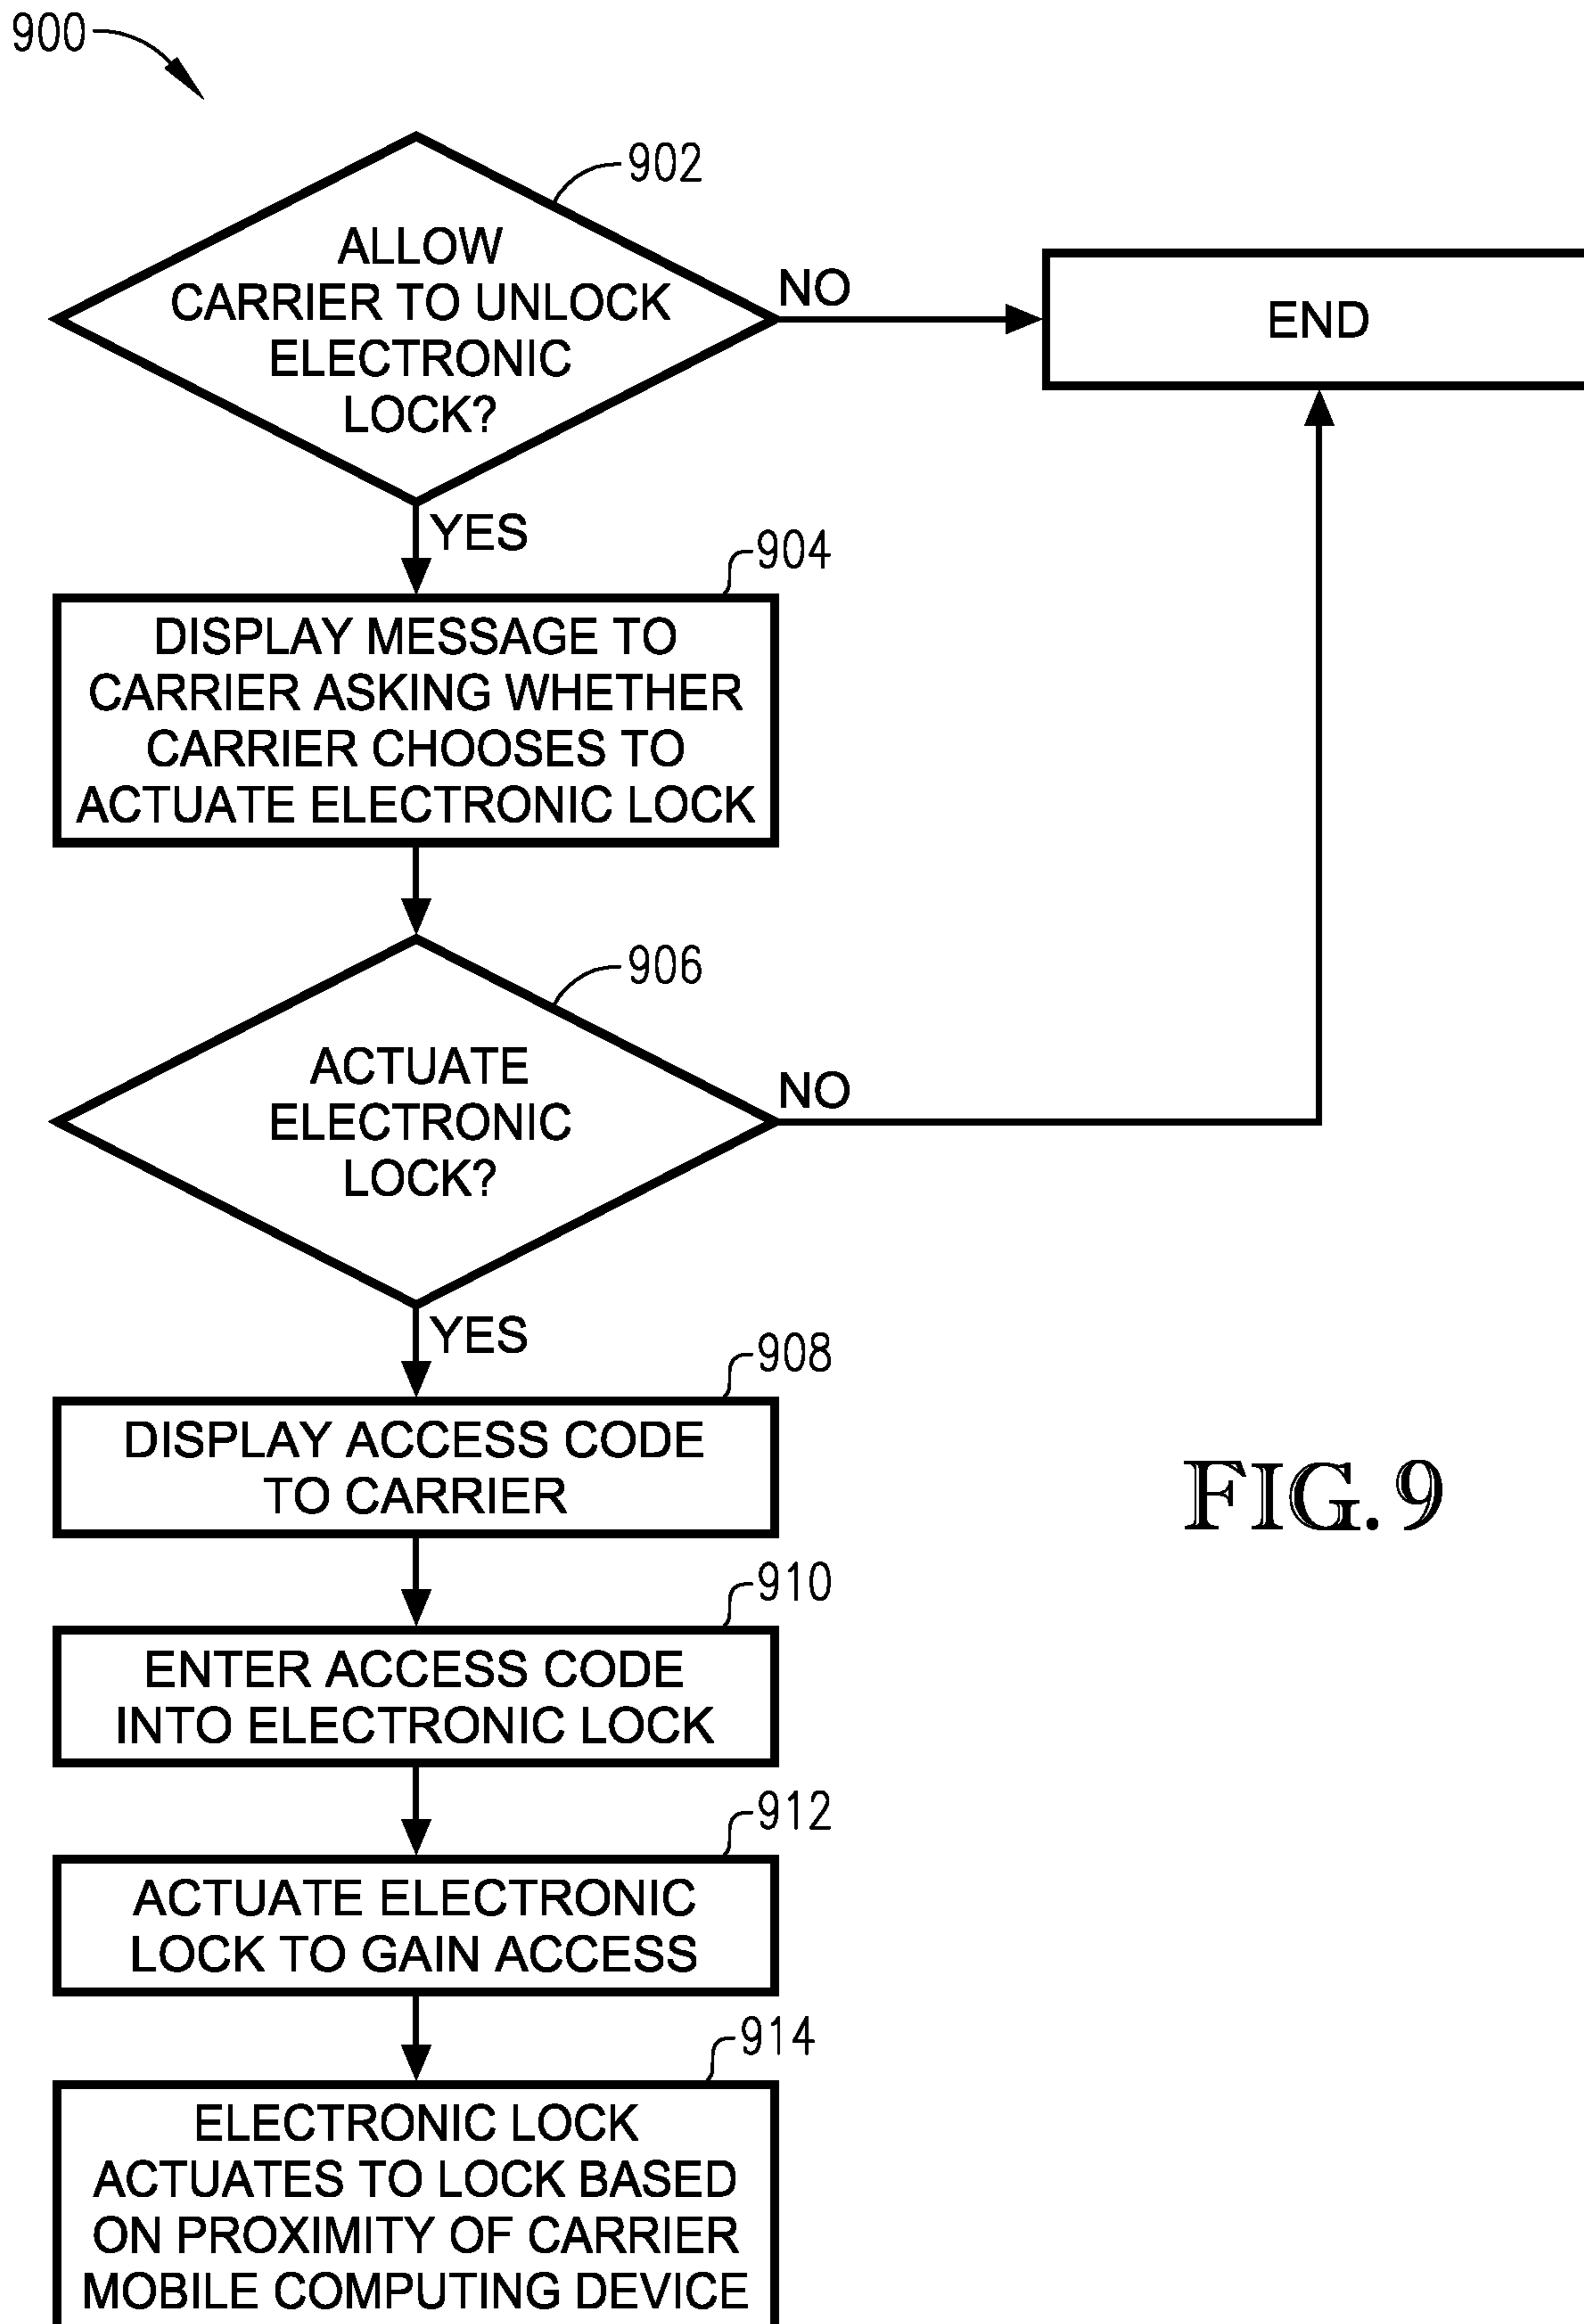 900
902
ALLOW
CARRIER TO UNLOCK
ELECTRONIC
LOCK?
NO
END
YES
904
DISPLAY MESSAGE TO
CARRIER ASKING WHETHER
CARRIER CHOOSES TO
ACTUATE ELECTRONIC LOCK
906
ACTUATE
ELECTRONIC
LOCK?
NO
YES
908
DISPLAY ACCESS CODE
TO CARRIER
FIG. 9
910
ENTER ACCESS CODE
INTO ELECTRONIC LOCK
912
ACTUATE ELECTRONIC
LOCK TO GAIN ACCESS
914
ELECTRONIC LOCK
ACTUATES TO LOCK BASED
ON PROXIMITY OF CARRIER
MOBILE COMPUTING DEVICE